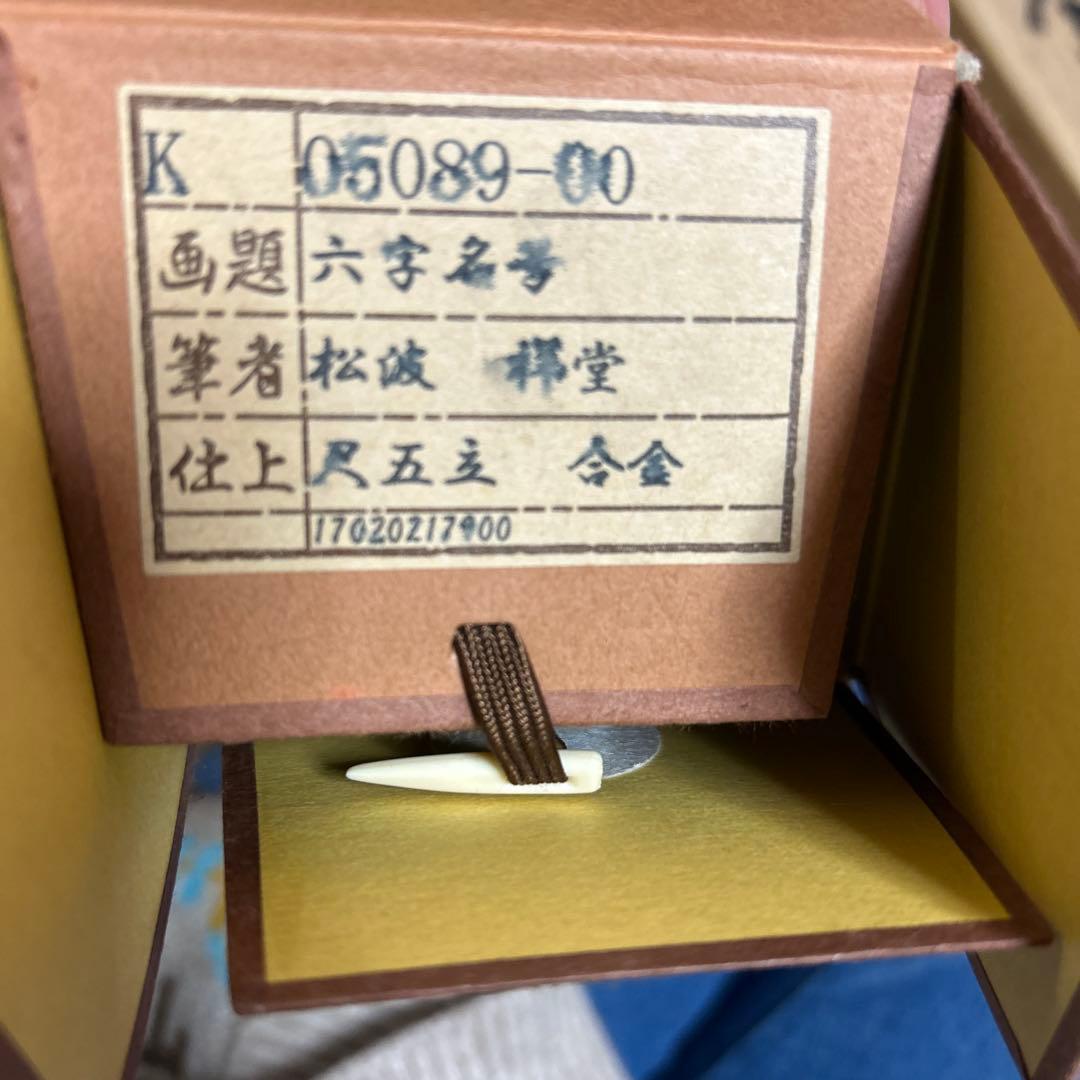 K 05089-00
画題 六字名号
筆者 松波 祥堂
仕上 尺五立 合金
17020217900